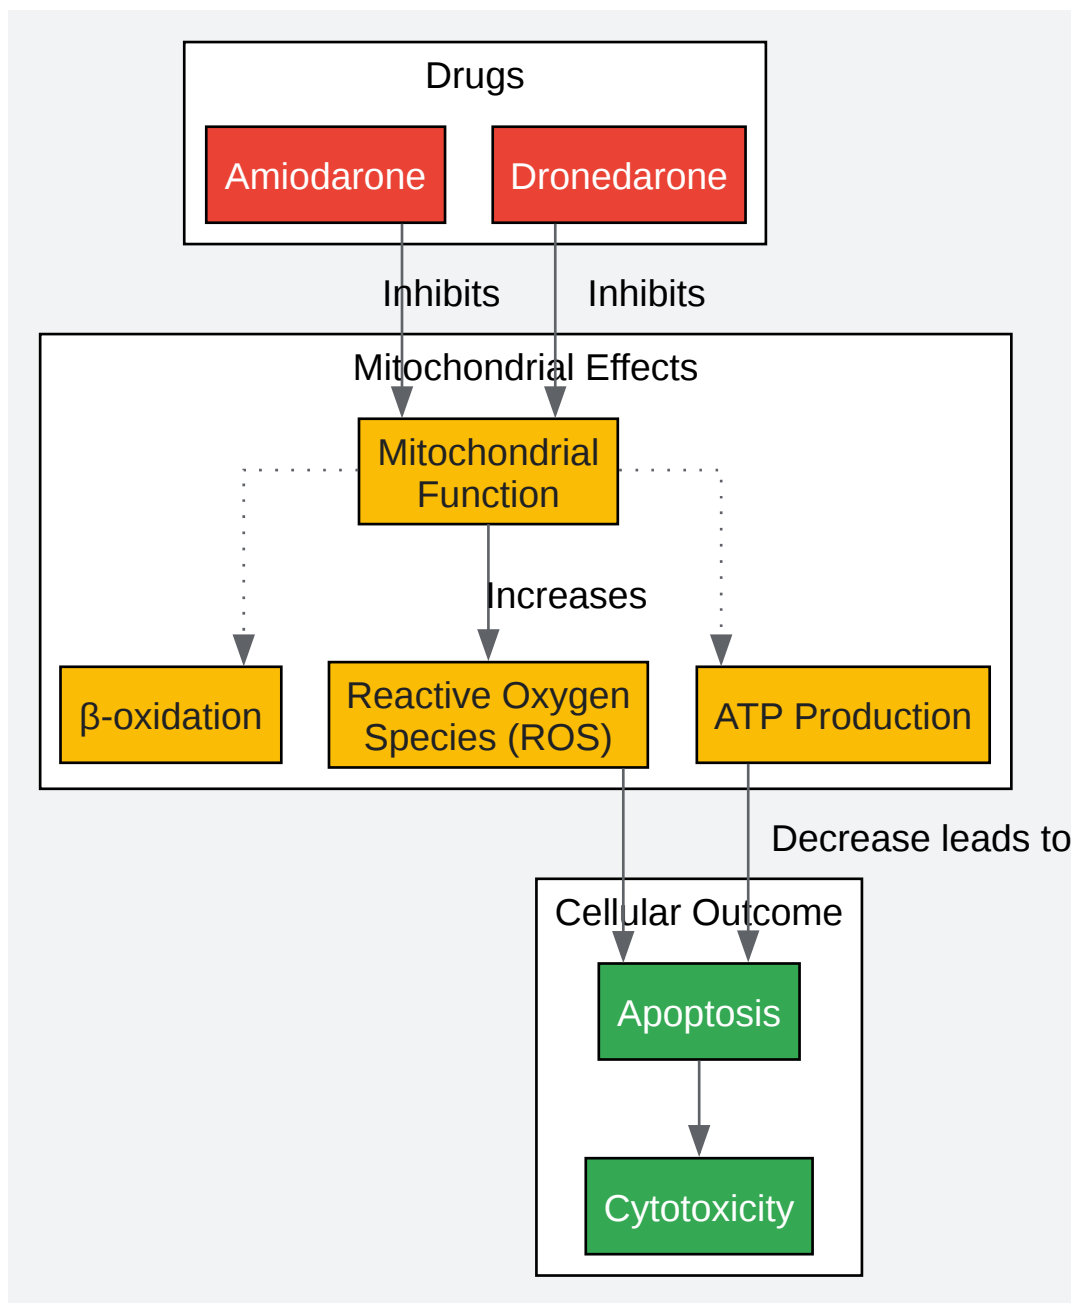 Drugs
Amiodarone
Dronedarone
Inhibits
Inhibits
Mitochondrial Effects
Mitochondrial
Function
Increases
β-oxidation
Reactive Oxygen
Species (ROS)
ATP Production
Decrease leads to
Cellular Outcome
Apoptosis
Cytotoxicity